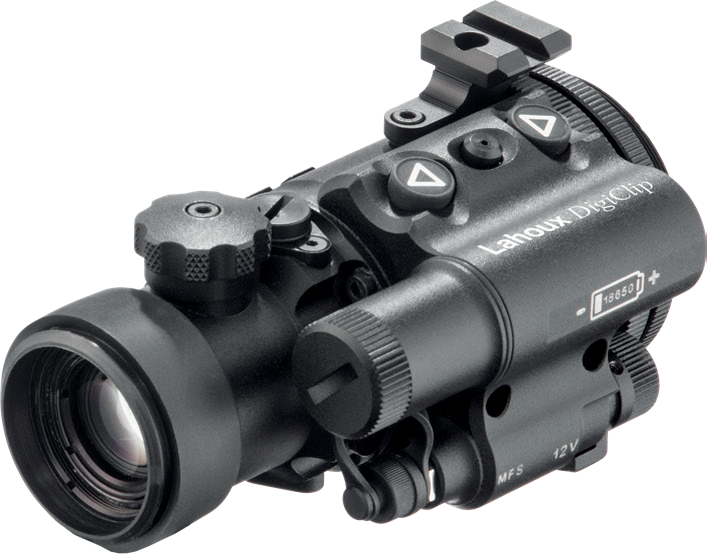 Lahoux DigiClip
- 18650 +
MFS 12V